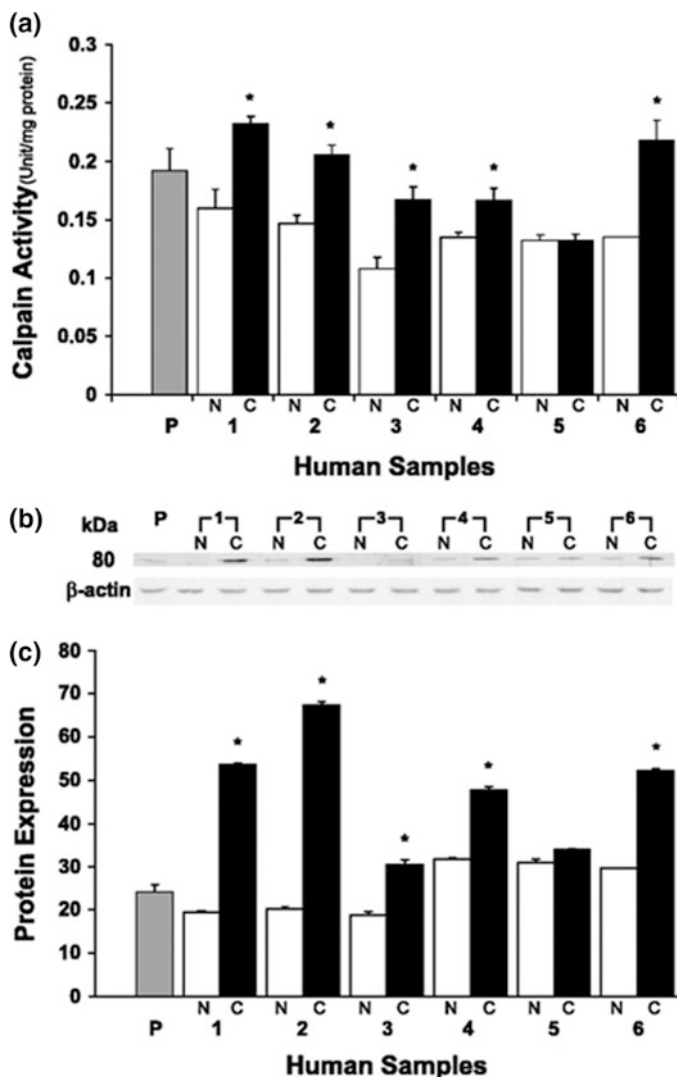 (a)
Calpain Activity (Unit/mg protein)
0.3
0.25
0.2
0.15
0.1
0.05
0
* * * * *
N C N C N C N C N C N C
P 1 2 3 4 5 6
Human Samples
(b)
kDa P 1 2 3 4 5 6
N C N C N C N C N C N C
80
β-actin
(c)
Protein Expression
80
70
60
50
40
30
20
10
0
* * * * *
N C N C N C N C N C N C
P 1 2 3 4 5 6
Human Samples